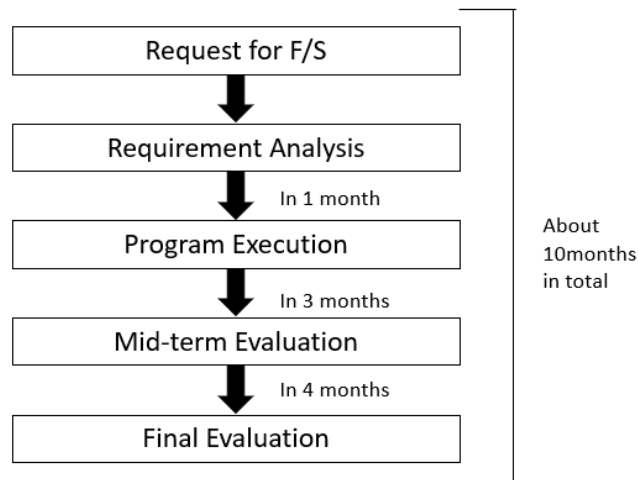 Request for F/S
Requirement Analysis
In 1 month
Program Execution
In 3 months
Mid-term Evaluation
In 4 months
Final Evaluation
About
10months
in total